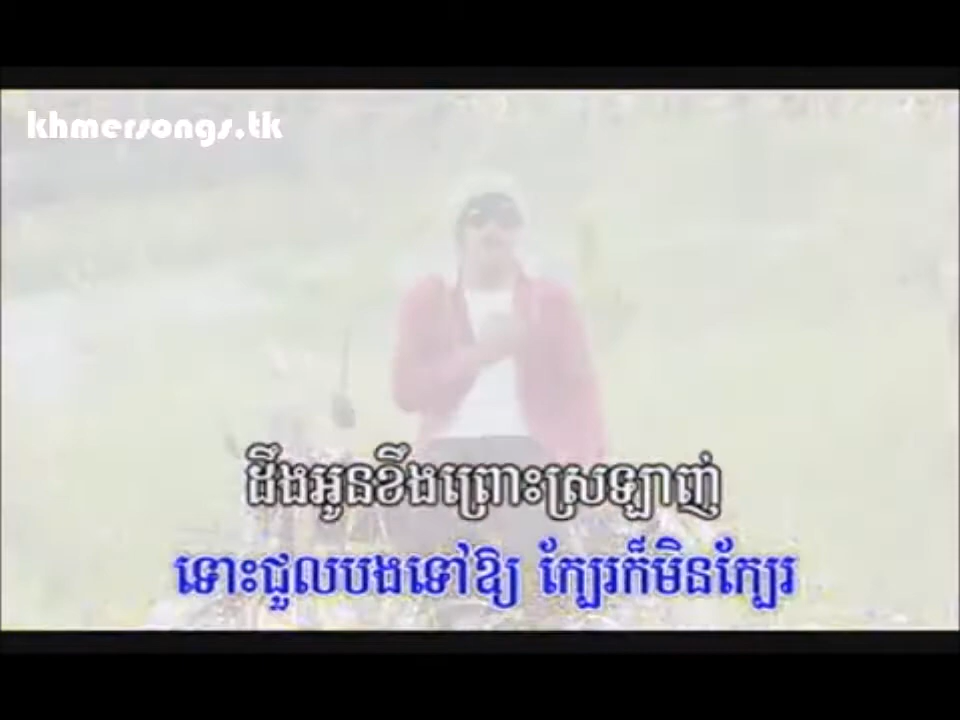 khmersongs.tk
ដឹងអូនខឹងព្រោះស្រឡាញ់
ទោះជួលបងទៅឱ្យ ក្បែរក៏មិនក្បែរ